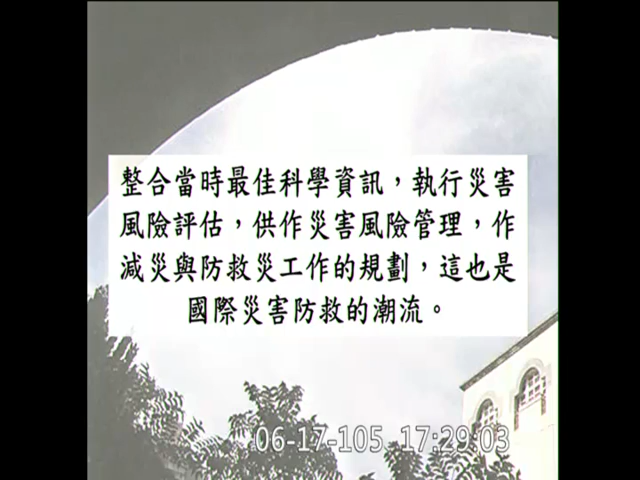 整合當時最佳科學資訊，執行災害
風險評估，供作災害風險管理，作
減災與防救災工作的規劃，這也是
國際災害防救的潮流。
06-17-105 17:29:03